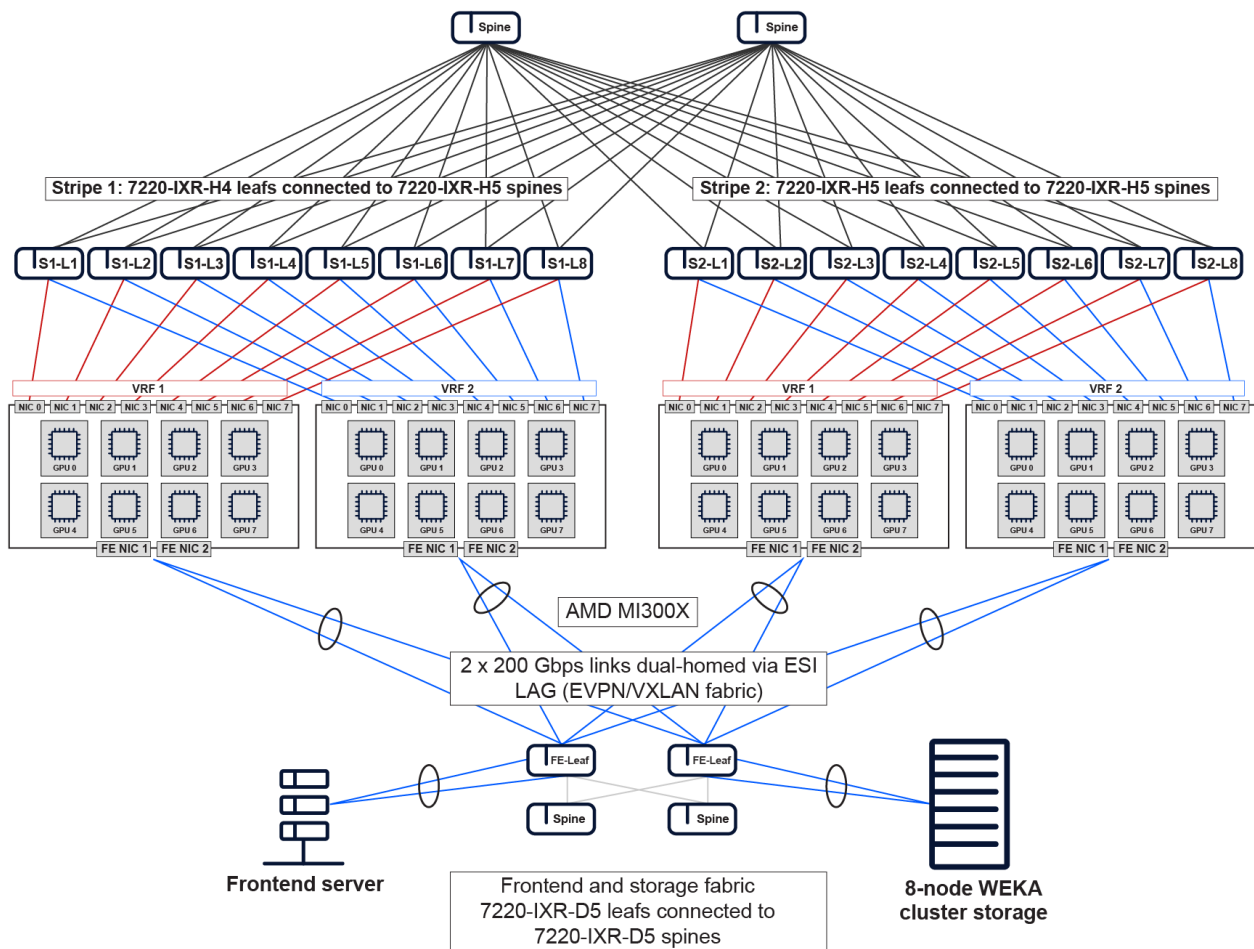 Spine
Spine
Stripe 1: 7220-IXR-H4 leafs connected to 7220-IXR-H5 spines
Stripe 2: 7220-IXR-H5 leafs connected to 7220-IXR-H5 spines
S1-L1
S1-L2
S1-L3
S1-L4
S1-L5
S1-L6
S1-L7
S1-L8
S2-L1
S2-L2
S2-L3
S2-L4
S2-L5
S2-L6
S2-L7
S2-L8
VRF 1
VRF 2
VRF 1
VRF 2
NIC 0
NIC 1
NIC 2
NIC 3
NIC 4
NIC 5
NIC 6
NIC 7
NIC 0
NIC 1
NIC 2
NIC 3
NIC 4
NIC 5
NIC 6
NIC 7
NIC 0
NIC 1
NIC 2
NIC 3
NIC 4
NIC 5
NIC 6
NIC 7
NIC 0
NIC 1
NIC 2
NIC 3
NIC 4
NIC 5
NIC 6
NIC 7
GPU 0
GPU 1
GPU 2
GPU 3
GPU 0
GPU 1
GPU 2
GPU 3
GPU 0
GPU 1
GPU 2
GPU 3
GPU 0
GPU 1
GPU 2
GPU 3
GPU 4
GPU 5
GPU 6
GPU 7
GPU 4
GPU 5
GPU 6
GPU 7
GPU 4
GPU 5
GPU 6
GPU 7
GPU 4
GPU 5
GPU 6
GPU 7
FE NIC 1
FE NIC 2
FE NIC 1
FE NIC 2
FE NIC 1
FE NIC 2
FE NIC 1
FE NIC 2
AMD MI300X
2 x 200 Gbps links dual-homed via ESI
LAG (EVPN/VXLAN fabric)
FE-Leaf
FE-Leaf
Spine
Spine
Frontend server
8-node WEKA
cluster storage
Frontend and storage fabric
7220-IXR-D5 leafs connected to
7220-IXR-D5 spines